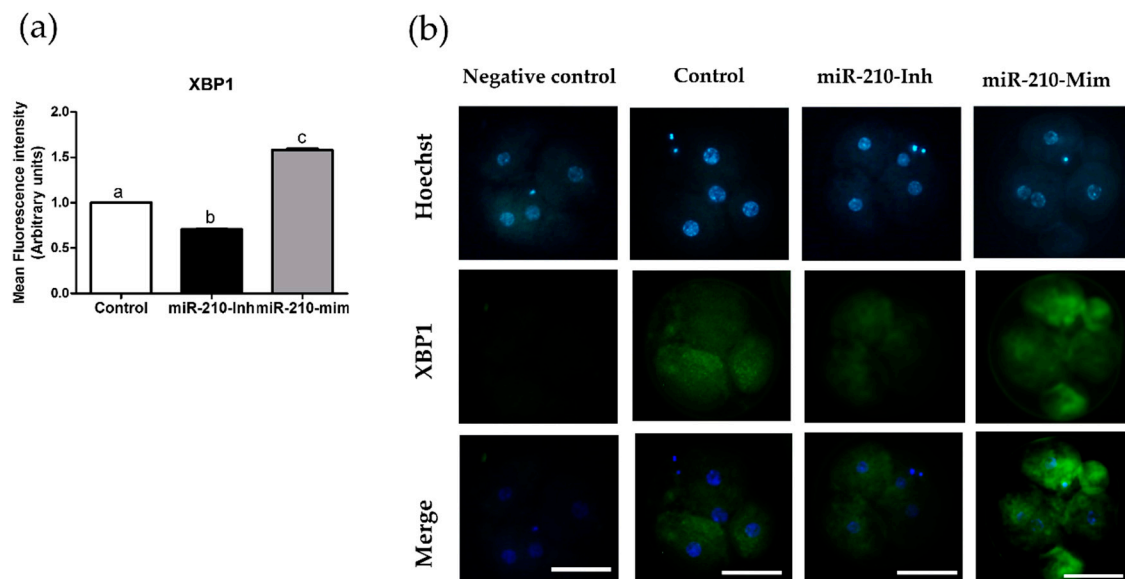 (a)
XBP1
Mean Fluorescence intensity
(Arbitrary units)
2.0
1.5
1.0
0.5
0.0
a
b
c
Control
miR-210-Inh
miR-210-mim
(b)
Negative control
Control
miR-210-Inh
miR-210-Mim
Hoechst
XBP1
Merge